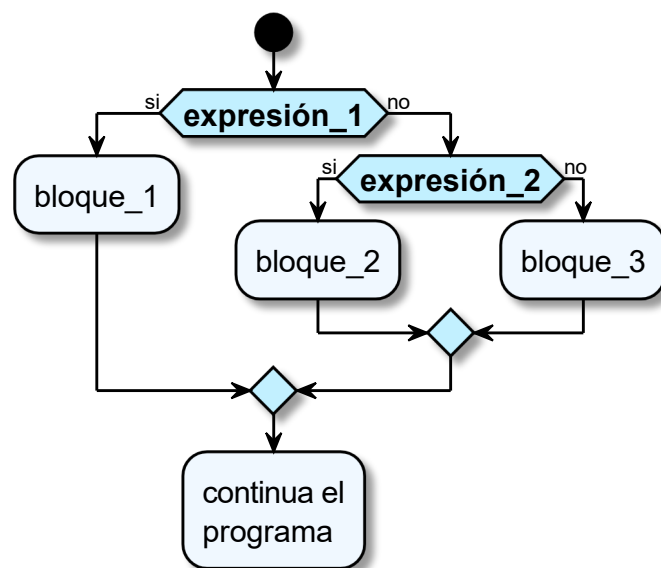 si
expresión_1
no
bloque_1
si
expresión_2
no
bloque_2
bloque_3
continua el
programa